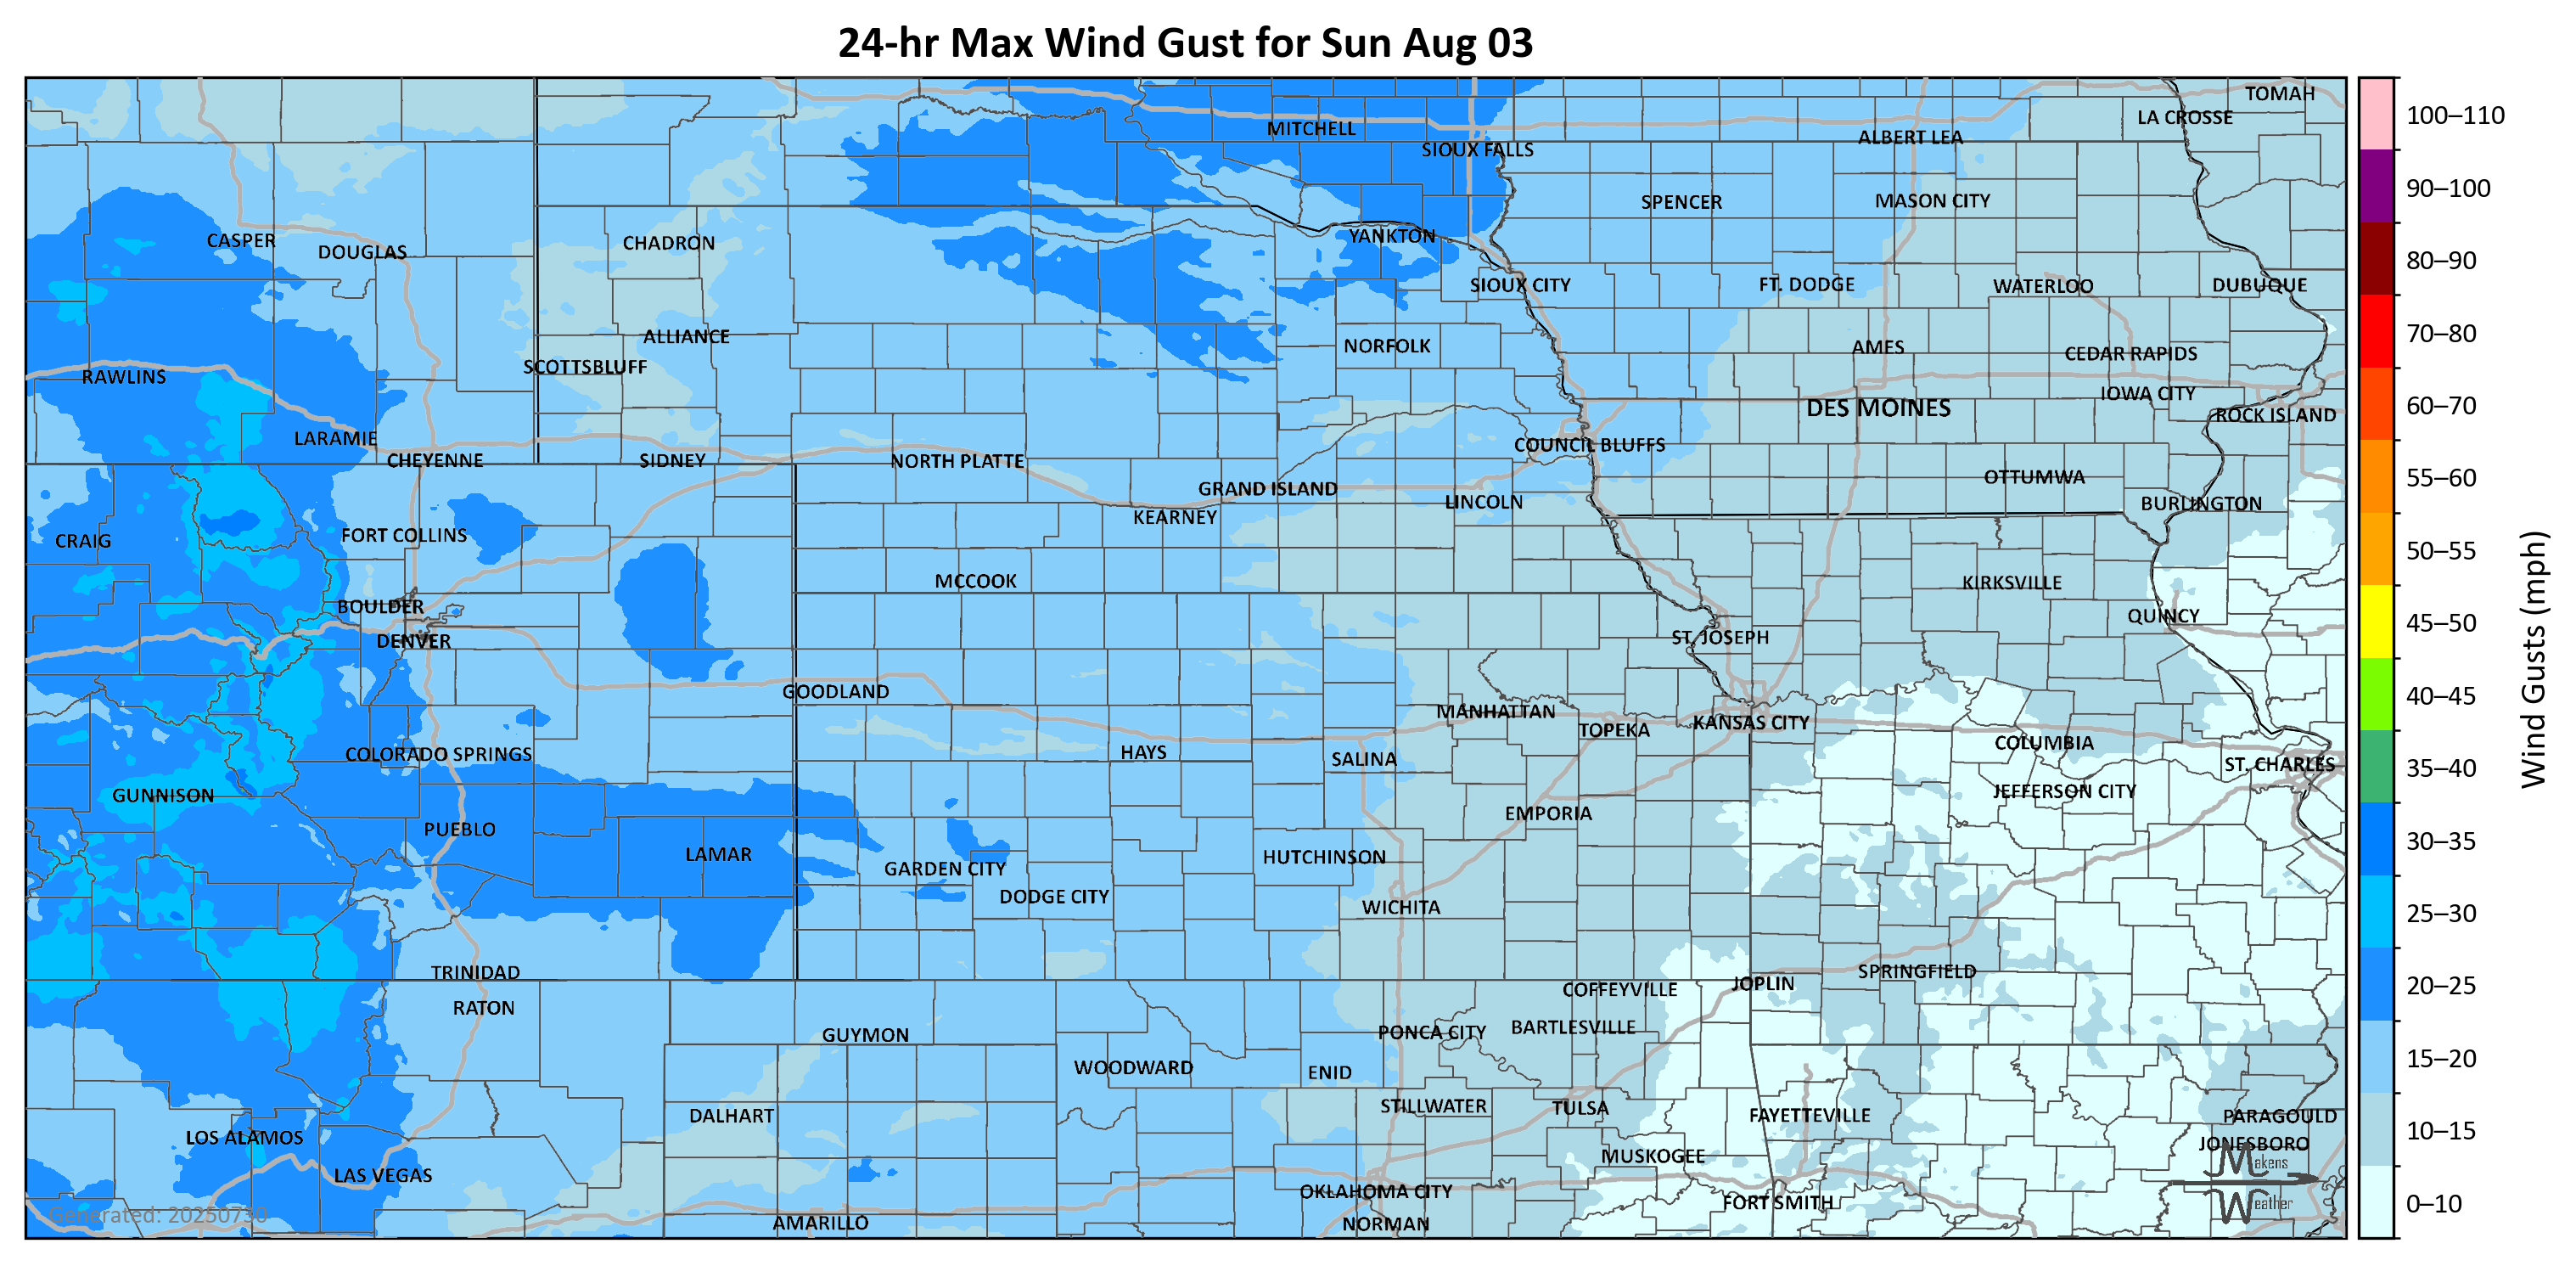 24-hr Max Wind Gust for Sun Aug 03
TOMAH
LA CROSSE
MITCHELL
ALBERT LEA
SIOUX FALLS
SPENCER
MASON CITY
CASPER
DOUGLAS
CHADRON
YANKTON
SIOUX CITY
FT. DODGE
WATERLOO
DUBUQUE
ALLIANCE
NORFOLK
AMES
CEDAR RAPIDS
SCOTTSBLUFF
RAWLINS
IOWA CITY
DES MOINES
ROCK ISLAND
LARAMIE
COUNCIL BLUFFS
CHEYENNE
SIDNEY
NORTH PLATTE
OTTUMWA
GRAND ISLAND
LINCOLN
BURLINGTON
KEARNEY
FORT COLLINS
CRAIG
MCCOOK
KIRKSVILLE
BOULDER
QUINCY
DENVER
ST. JOSEPH
GOODLAND
MANHATTAN
TOPEKA
KANSAS CITY
COLUMBIA
COLORADO SPRINGS
HAYS
SALINA
ST. CHARLES
GUNNISON
JEFFERSON CITY
EMPORIA
PUEBLO
LAMAR
HUTCHINSON
GARDEN CITY
DODGE CITY
WICHITA
TRINIDAD
SPRINGFIELD
JOPLIN
COFFEYVILLE
RATON
GUYMON
PONCA CITY
BARTLESVILLE
WOODWARD
ENID
STILLWATER
TULSA
DALHART
FAYETTEVILLE
PARAGOULD
LOS ALAMOS
JONESBORO
MUSKOGEE
LAS VEGAS
OKLAHOMA CITY
FORT SMITH
AMARILLO
NORMAN
Generated: 20250730
Makens
Weather
100–110
90–100
80–90
70–80
60–70
55–60
50–55
45–50
40–45
35–40
30–35
25–30
20–25
15–20
10–15
0–10
Wind Gusts (mph)